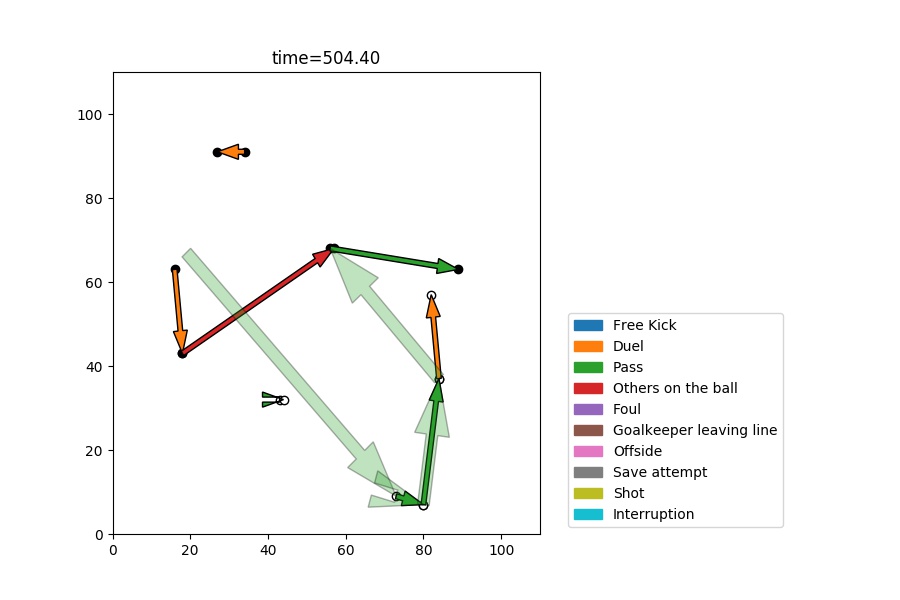 time=504.40
100
80
60
40
20
0
0 20 40 60 80 100
Free Kick
Duel
Pass
Others on the ball
Foul
Goalkeeper leaving line
Offside
Save attempt
Shot
Interruption